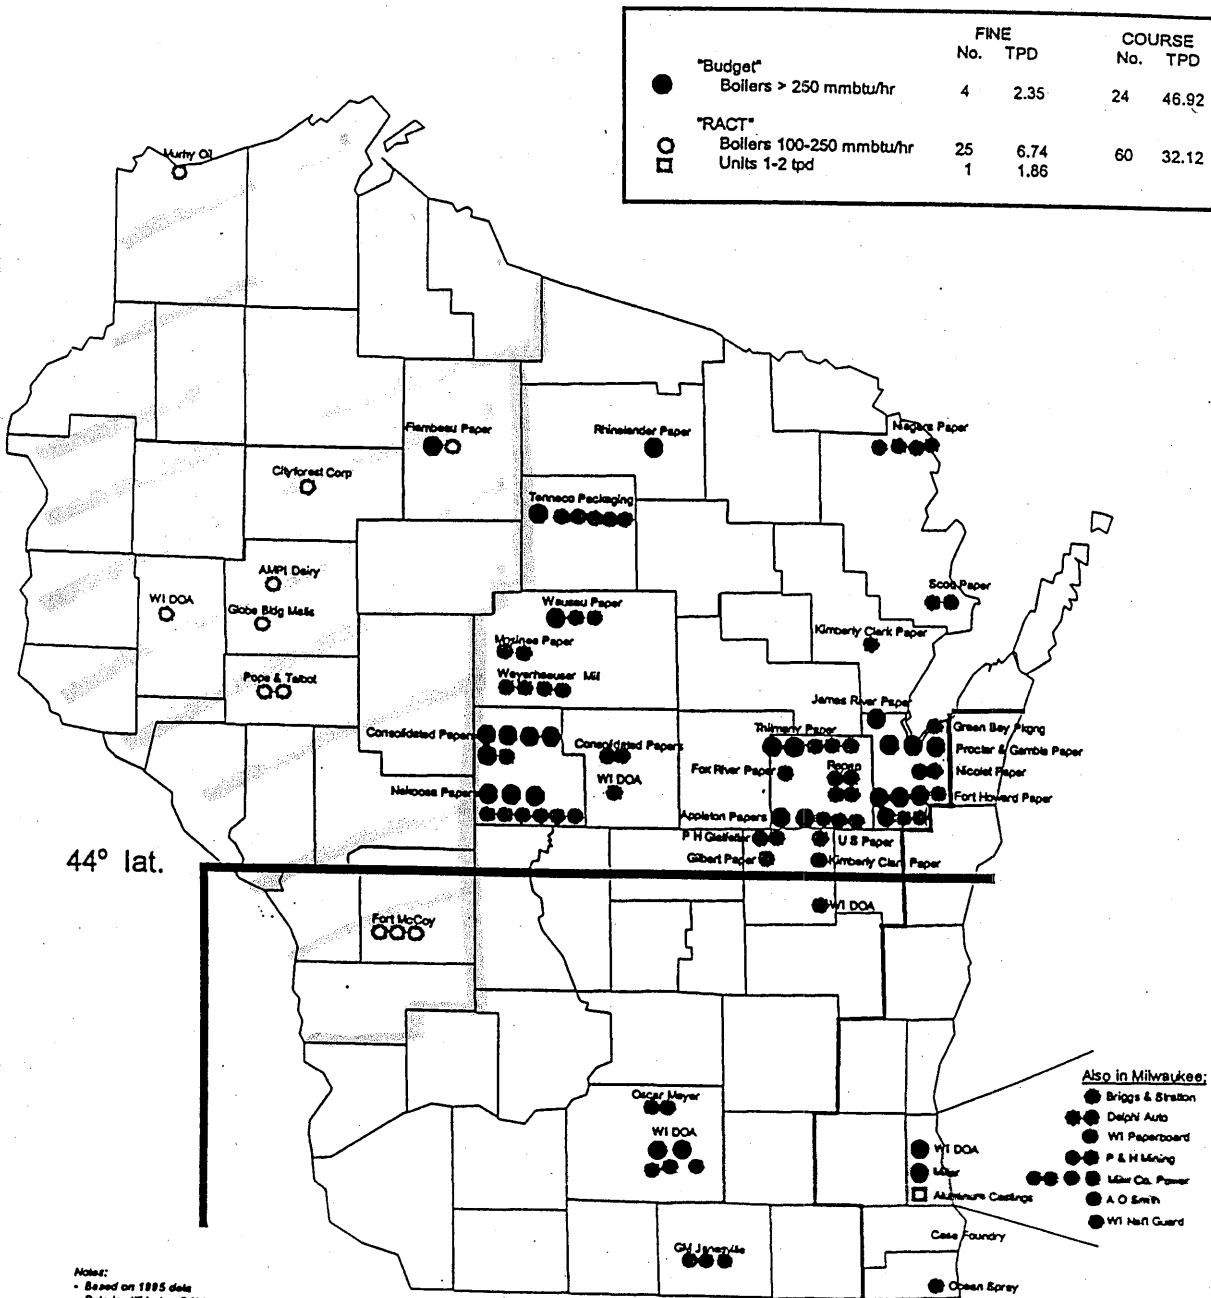 FINE COURSE
No. TPD No. TPD
"Budget"
Boilers > 250 mmbtu/hr 4 2.35 24 46.92
"RACT"
Boilers 100-250 mmbtu/hr 25 6.74 60 32.12
Units 1-2 tpd 1 1.86
Murhy Oil
Flambeau Paper
Rhinelander Paper
Niagara Paper
Cityforest Corp
Tenneco Packaging
AMPI Dairy
WI DOA
Globe Bldg Matls
Scott Paper
Wausau Paper
Kimberly Clark Paper
Mosinee Paper
Weyerhaeuser Mill
Pope & Talbot
James River Paper
Green Bay Pkgng
Consolidated Papers
Consolidated Papers
Thilmany Paper
Procter & Gamble Paper
Fox River Paper
Repap
Nicolet Paper
WI DOA
Nekoosa Paper
Fort Howard Paper
Appleton Papers
P H Glatfelter
U S Paper
Gilbert Paper
Kimberly Clark Paper
44° lat.
WI DOA
Fort McCoy
Also in Milwaukee:
Briggs & Stratton
Delphi Auto
WI Paperboard
P & H Mining
Milw Co. Power
A O Smith
WI Nat'l Guard
Oscar Mayer
WI DOA
WI DOA
Miller
Aluminum Castings
Case Foundry
GM Janesville
Ocean Spray
Notes:
- Based on 1995 data